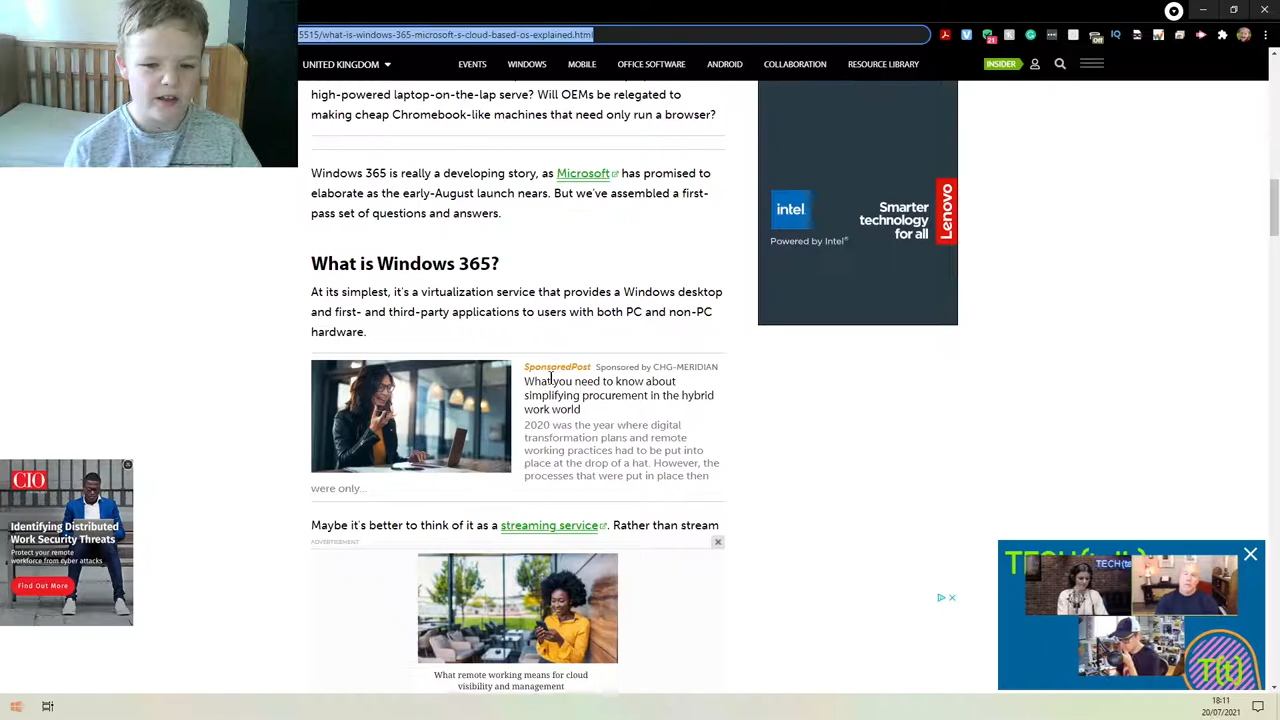 5515/what-is-windows-365-microsoft-s-cloud-based-os-explained.html
21
Off
IQ
UNITED KINGDOM
EVENTS WINDOWS MOBILE OFFICE SOFTWARE ANDROID COLLABORATION RESOURCE LIBRARY
INSIDER
high-powered laptop-on-the-lap serve? Will OEMs be relegated to
making cheap Chromebook-like machines that need only run a browser?
Windows 365 is really a developing story, as Microsoft has promised to
elaborate as the early-August launch nears. But we've assembled a first-
pass set of questions and answers.
What is Windows 365?
At its simplest, it's a virtualization service that provides a Windows desktop
and first- and third-party applications to users with both PC and non-PC
hardware.
SponsoredPost Sponsored by CHG-MERIDIAN
What you need to know about
simplifying procurement in the hybrid
work world
2020 was the year where digital
transformation plans and remote
working practices had to be put into
place at the drop of a hat. However, the
processes that were put in place then
were only...
Maybe it's better to think of it as a streaming service. Rather than stream
ADVERTISEMENT
What remote working means for cloud
visibility and management
intel
Powered by Intel®
Smarter
technology
for all
Lenovo
CIO
Identifying Distributed
Work Security Threats
Protect your remote
workforce from cyber attacks
Find Out More
TECH(talk)
TECH(ta
T(t)
18:11
20/07/2021